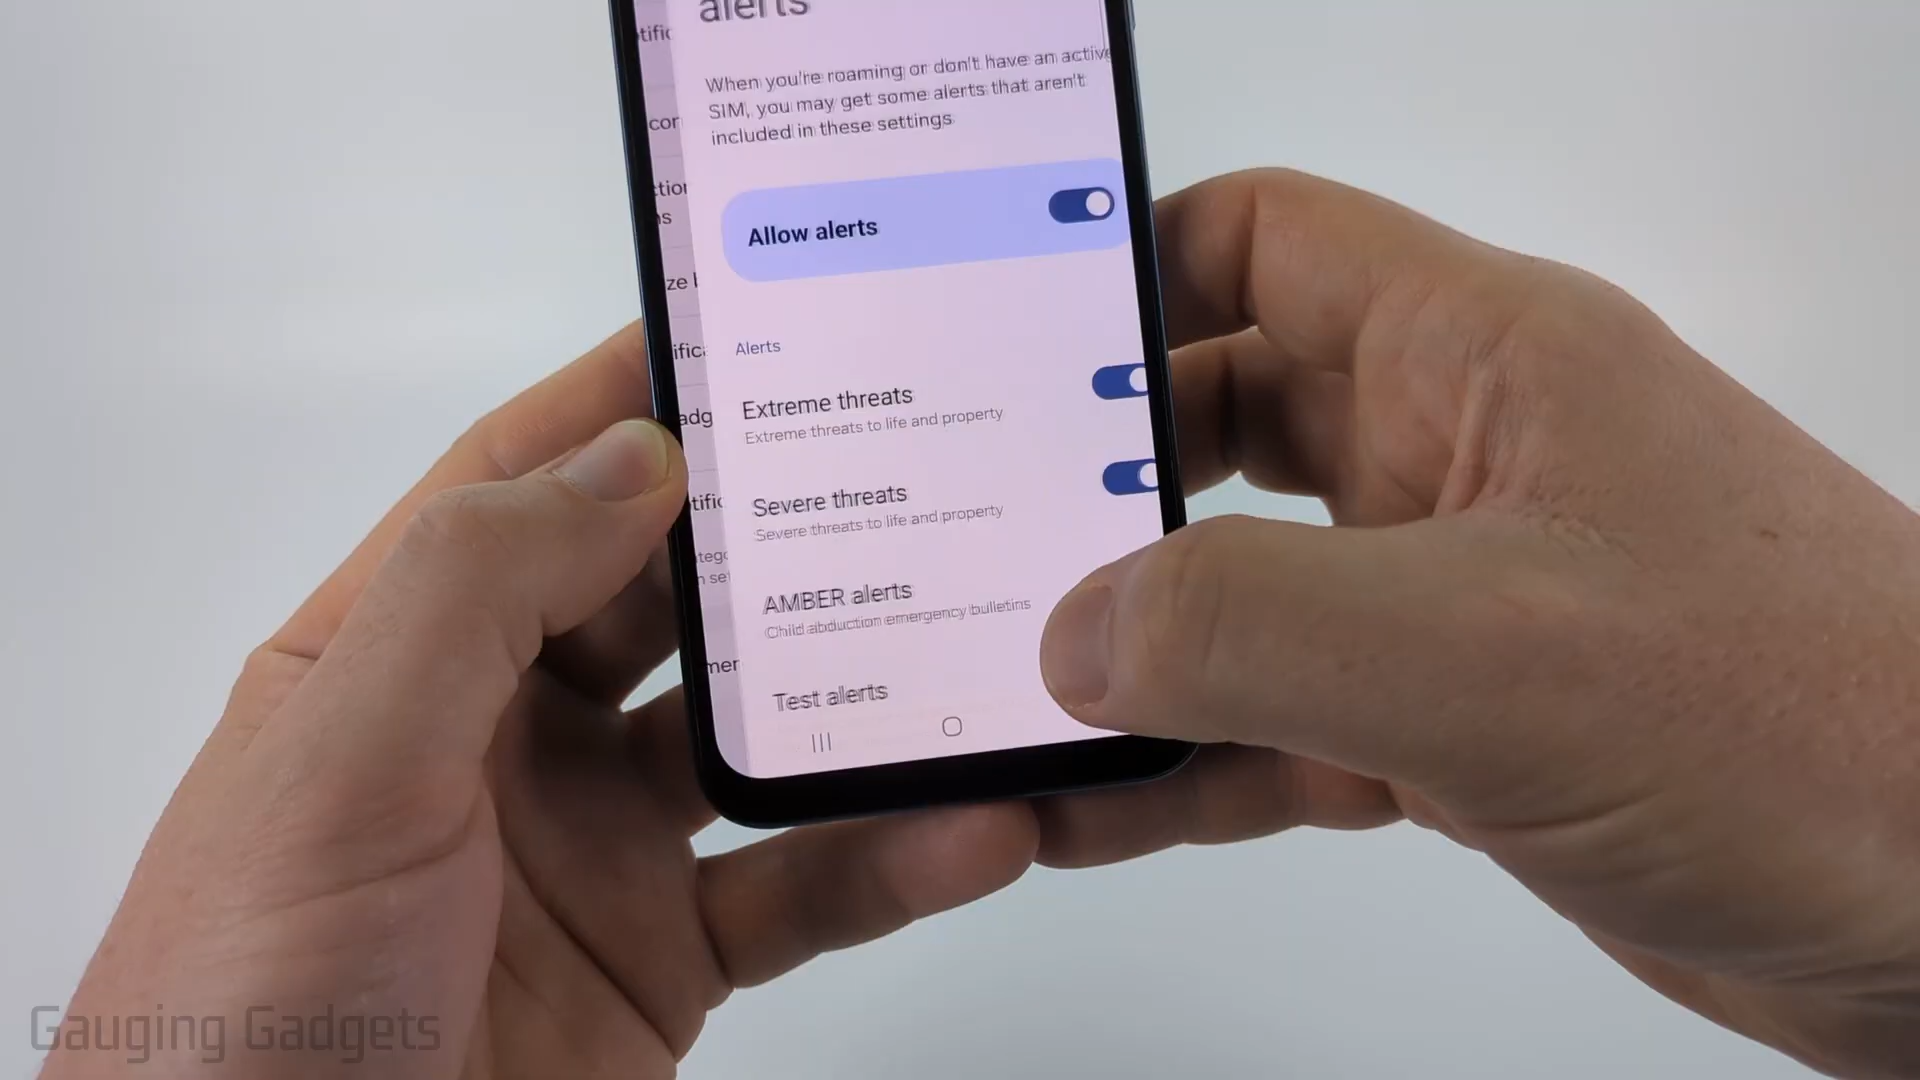 alerts
When you're roaming or don't have an active
SIM, you may get some alerts that aren't
included in these settings
Allow alerts
Alerts
Extreme threats
Extreme threats to life and property
Severe threats
Severe threats to life and property
AMBER alerts
Child abduction emergency bulletins
Test alerts
Gauging Gadgets